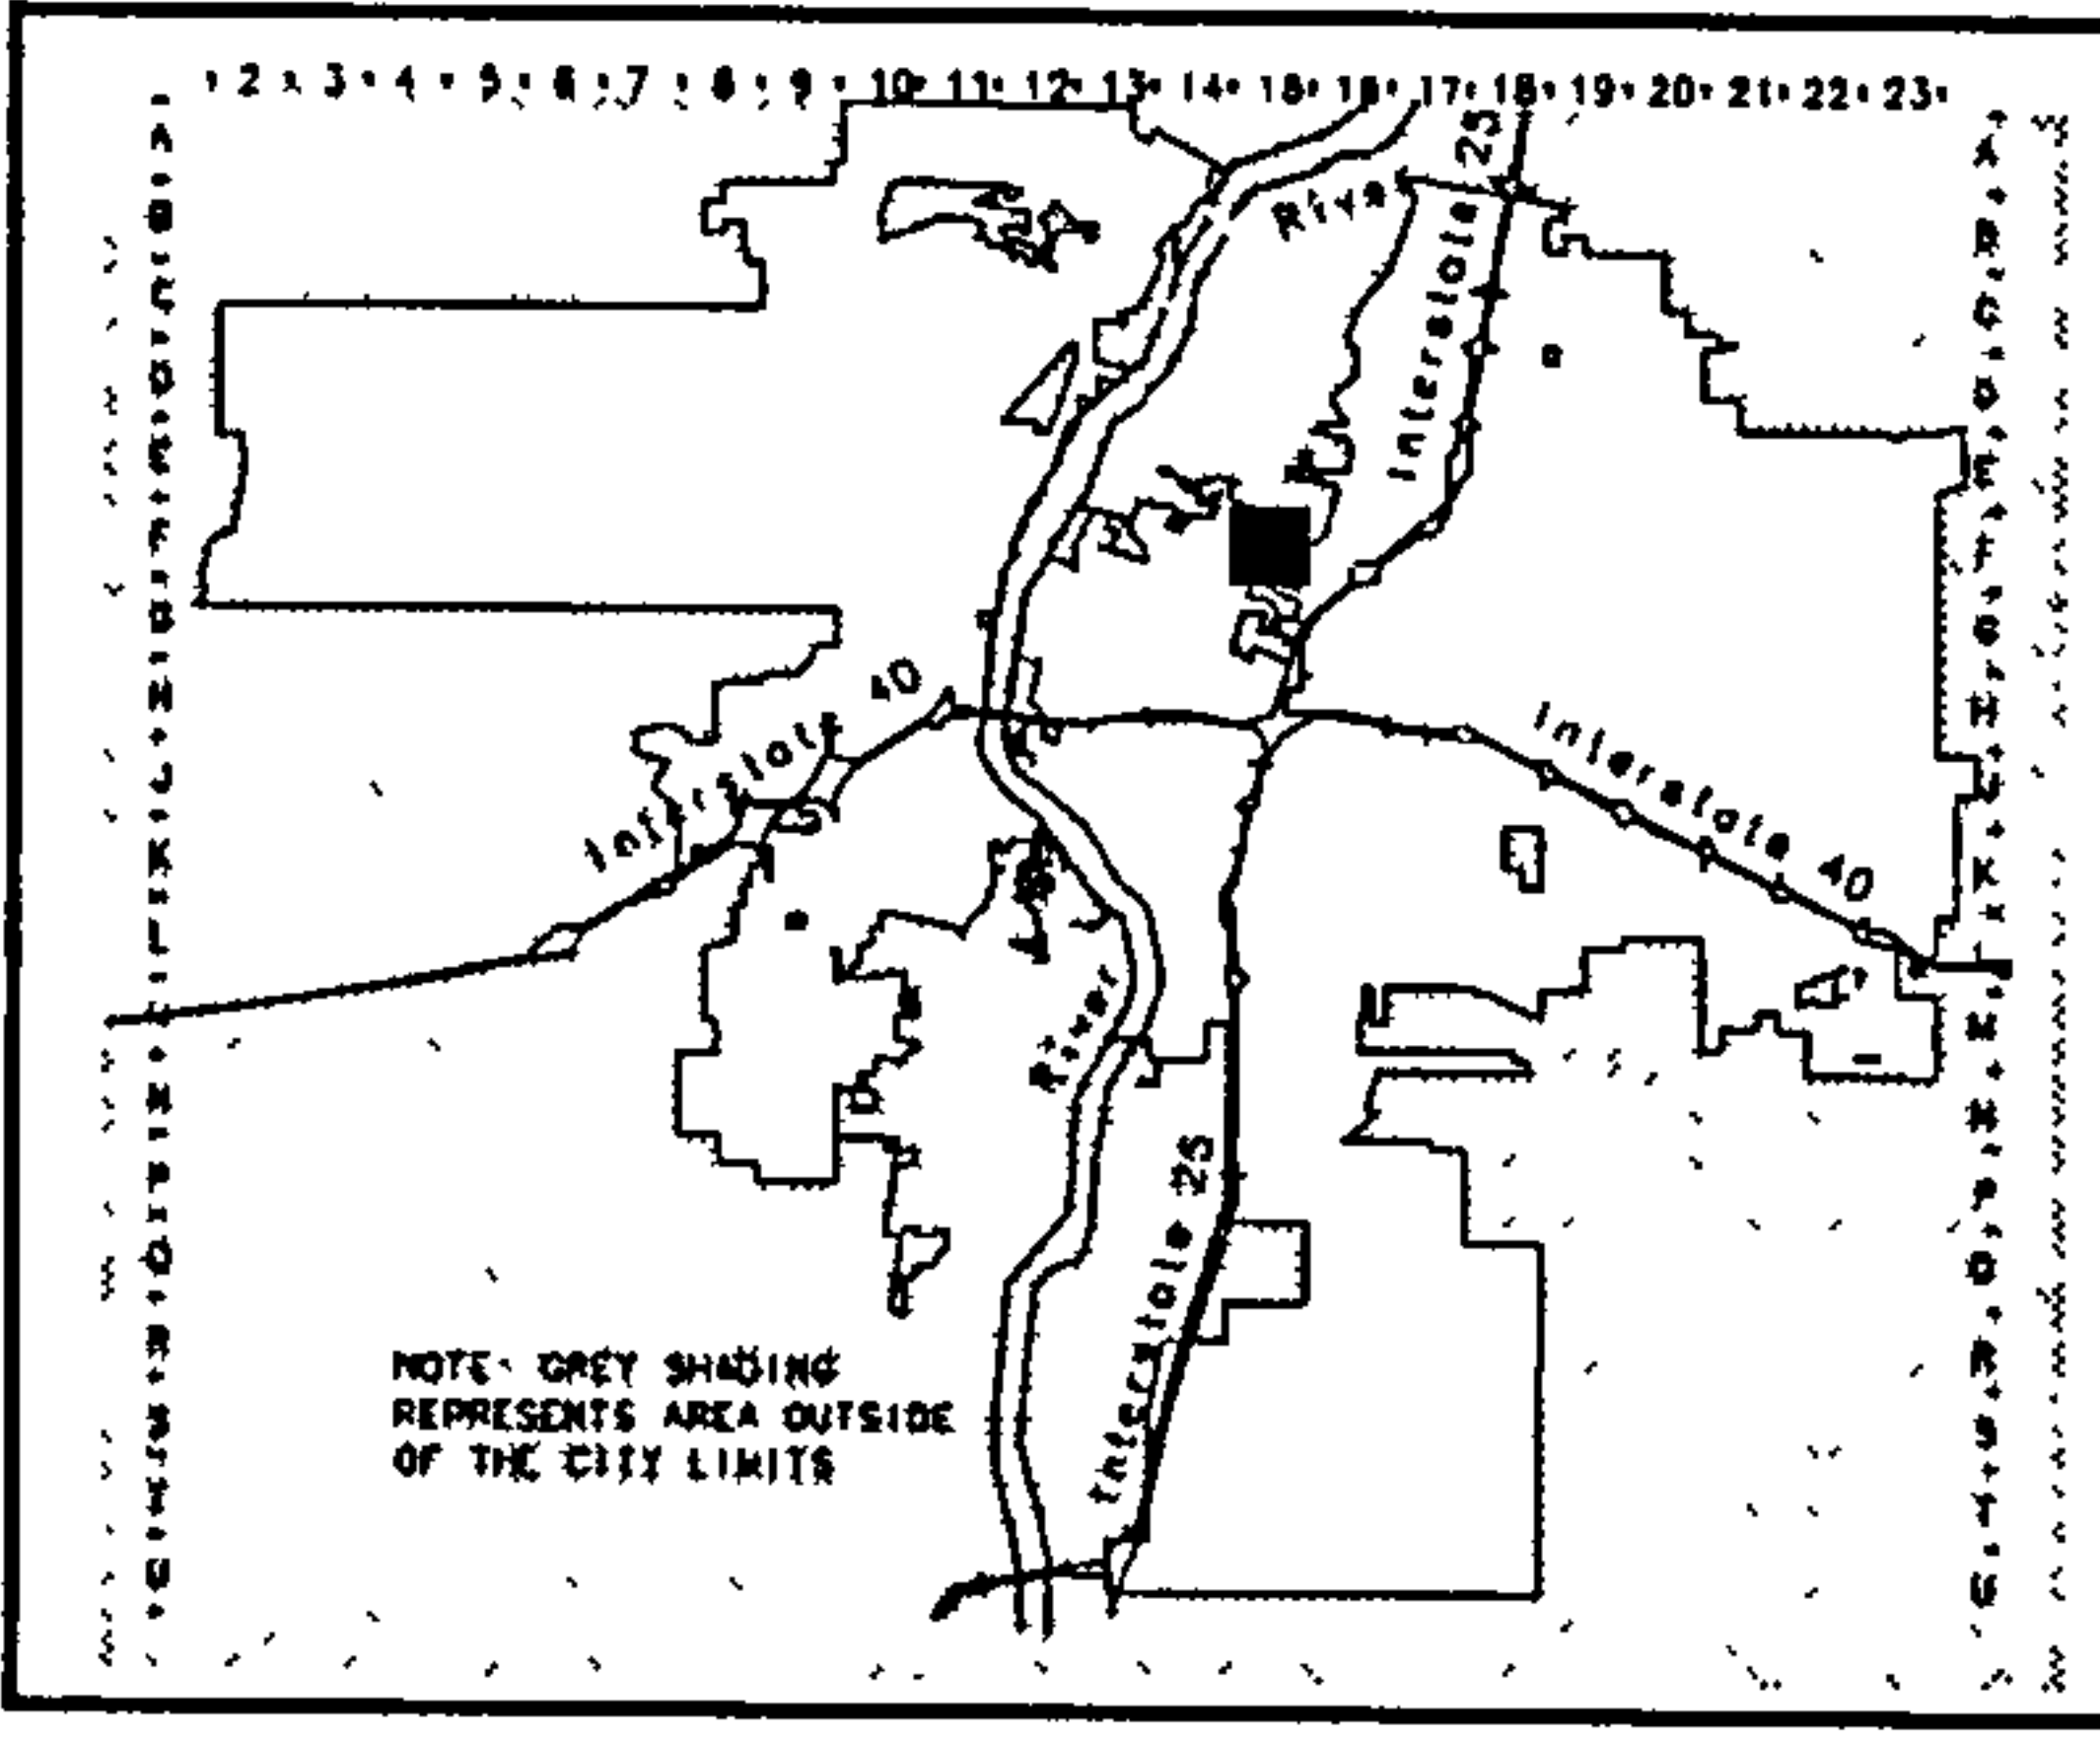 2 3 4 5 6 7 8 9 10 11 12 13 14 15 16 17 18 19 20 21 22 23
A
B
C
D
E
F
G
H
J
K
L
M
N
P
Q
R
S
T
U
River
Interstate 25
Interstate 40
Interstate 40
River
Interstate 25
NOTE: GREY SHADING
REPRESENTS AREA OUTSIDE
OF THE CITY LIMITS
A
B
C
D
E
F
G
H
J
K
L
M
N
P
Q
R
S
T
U